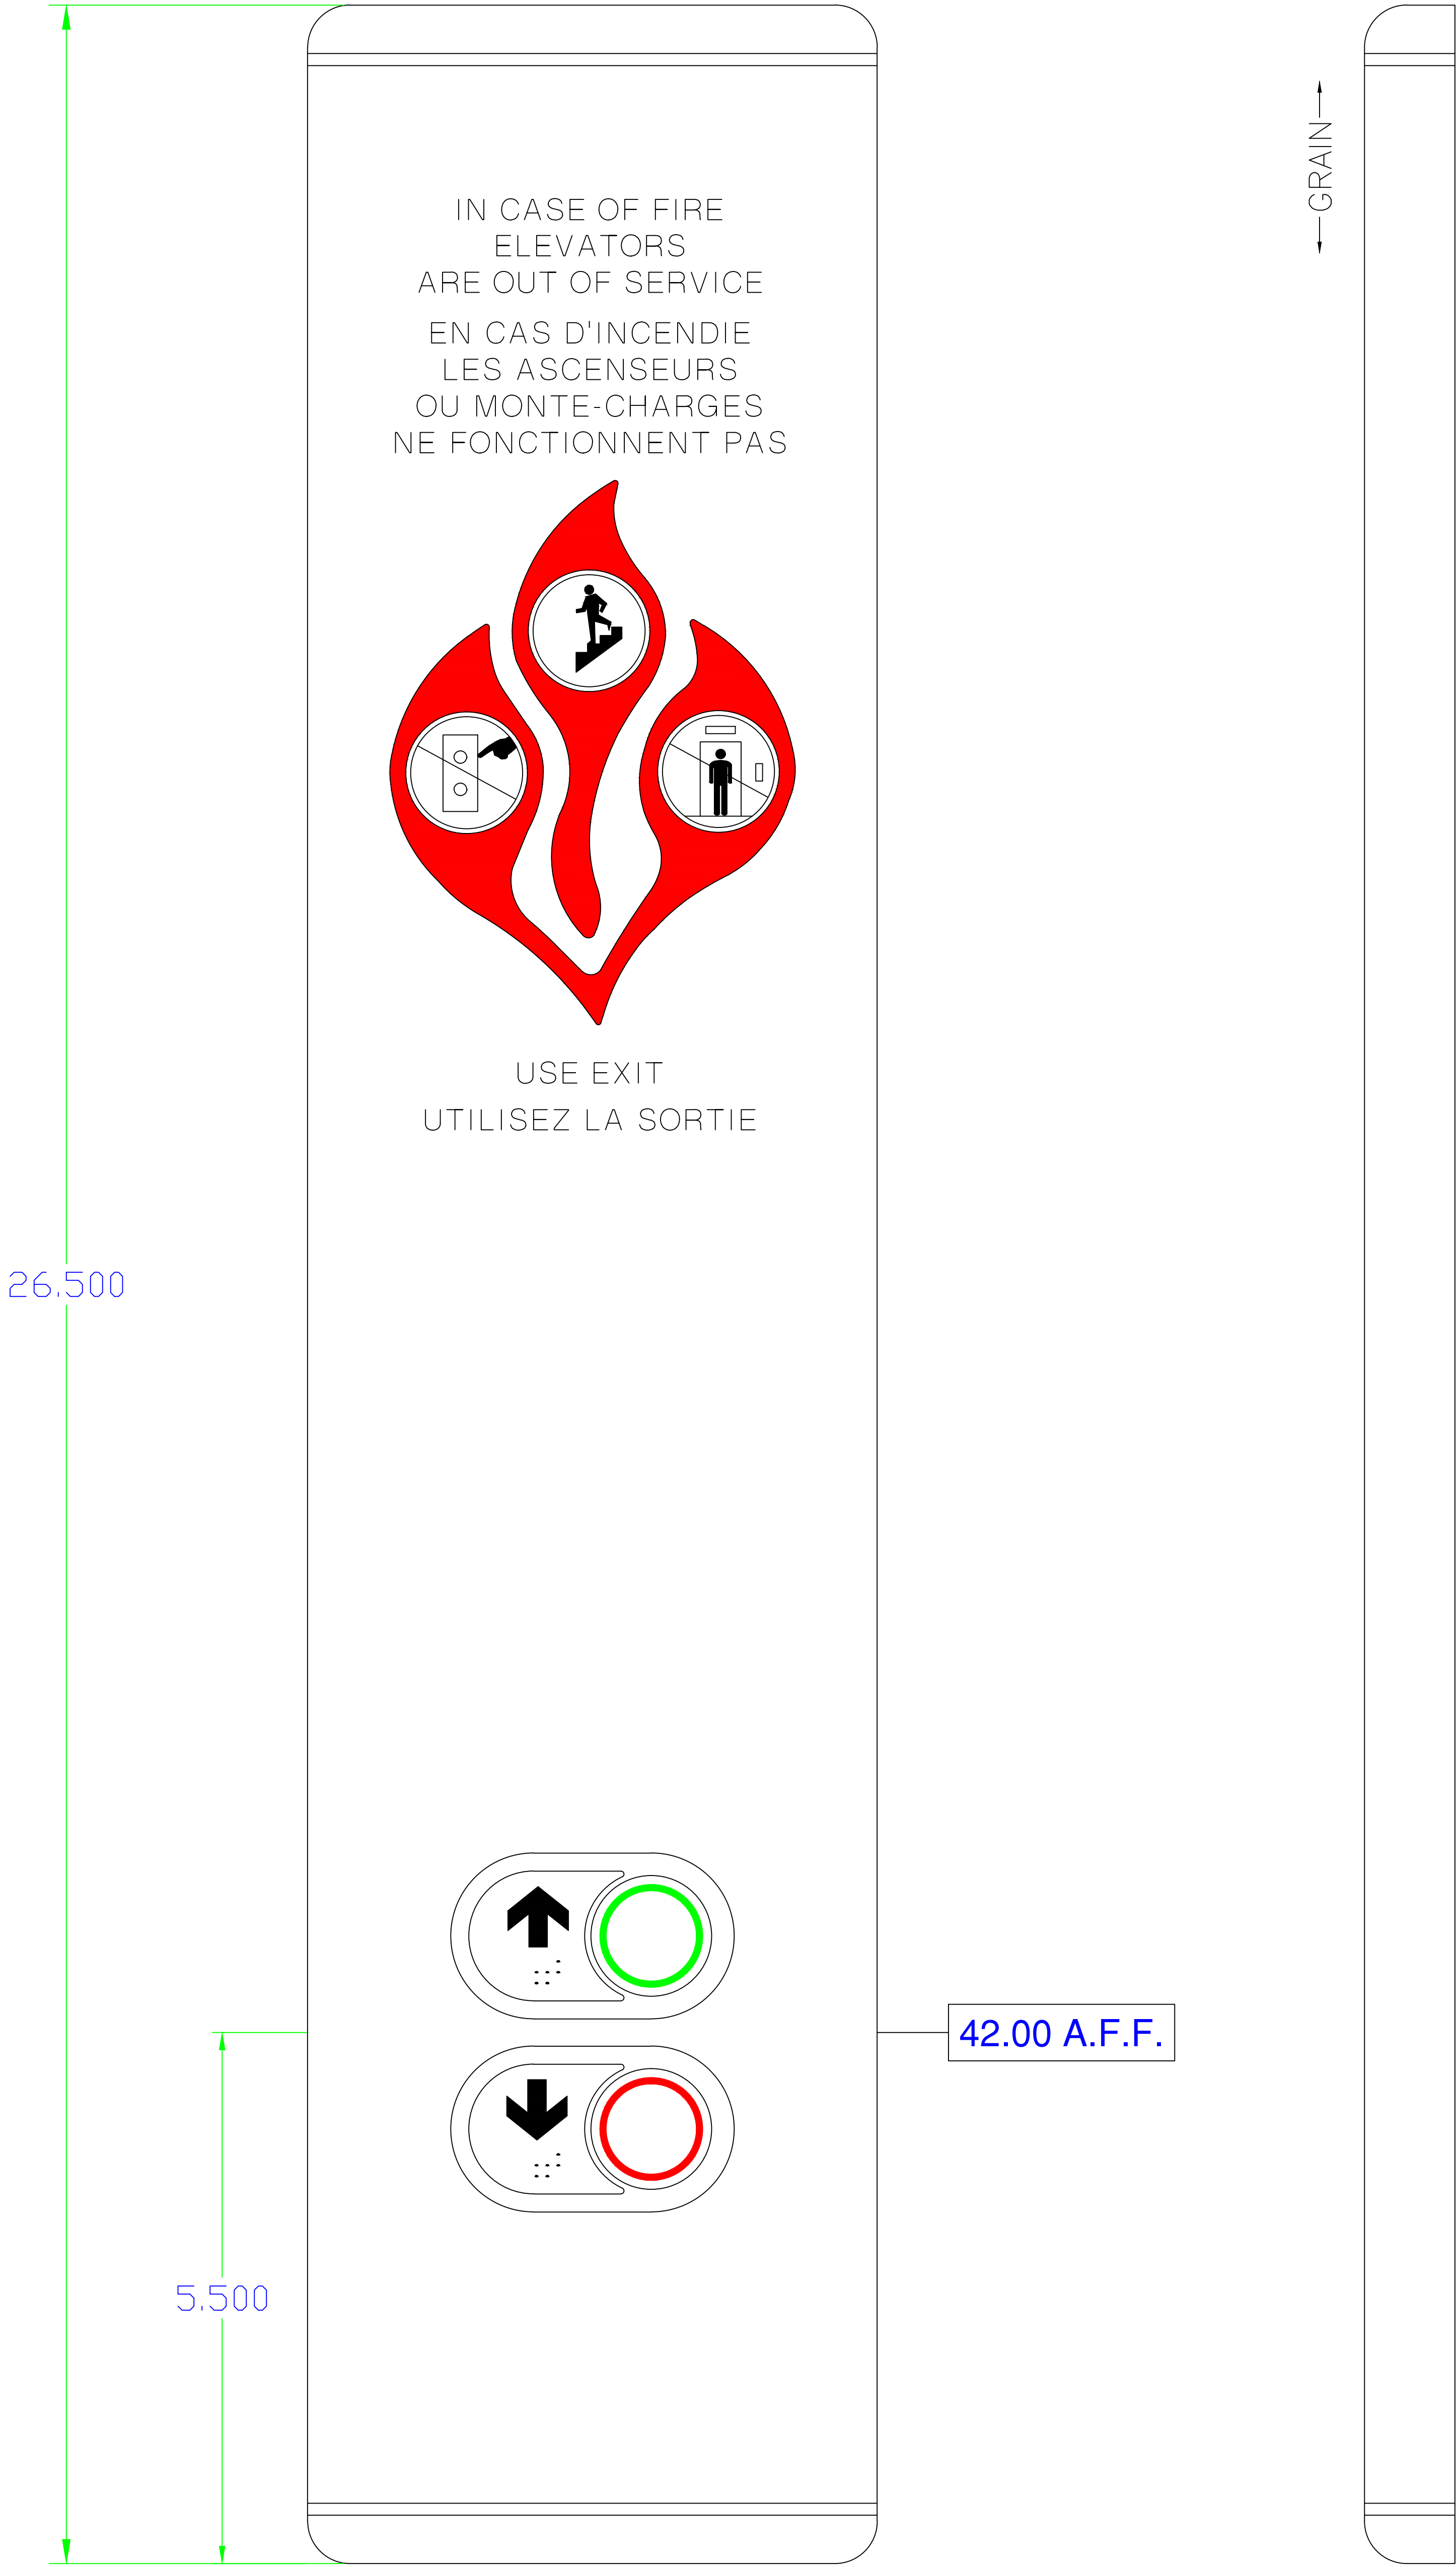 GRAIN
IN CASE OF FIRE
ELEVATORS
ARE OUT OF SERVICE
EN CAS D'INCENDIE
LES ASCENSEURS
OU MONTE-CHARGES
NE FONCTIONNENT PAS
USE EXIT
UTILISEZ LA SORTIE
26.500
42.00 A.F.F.
5.500